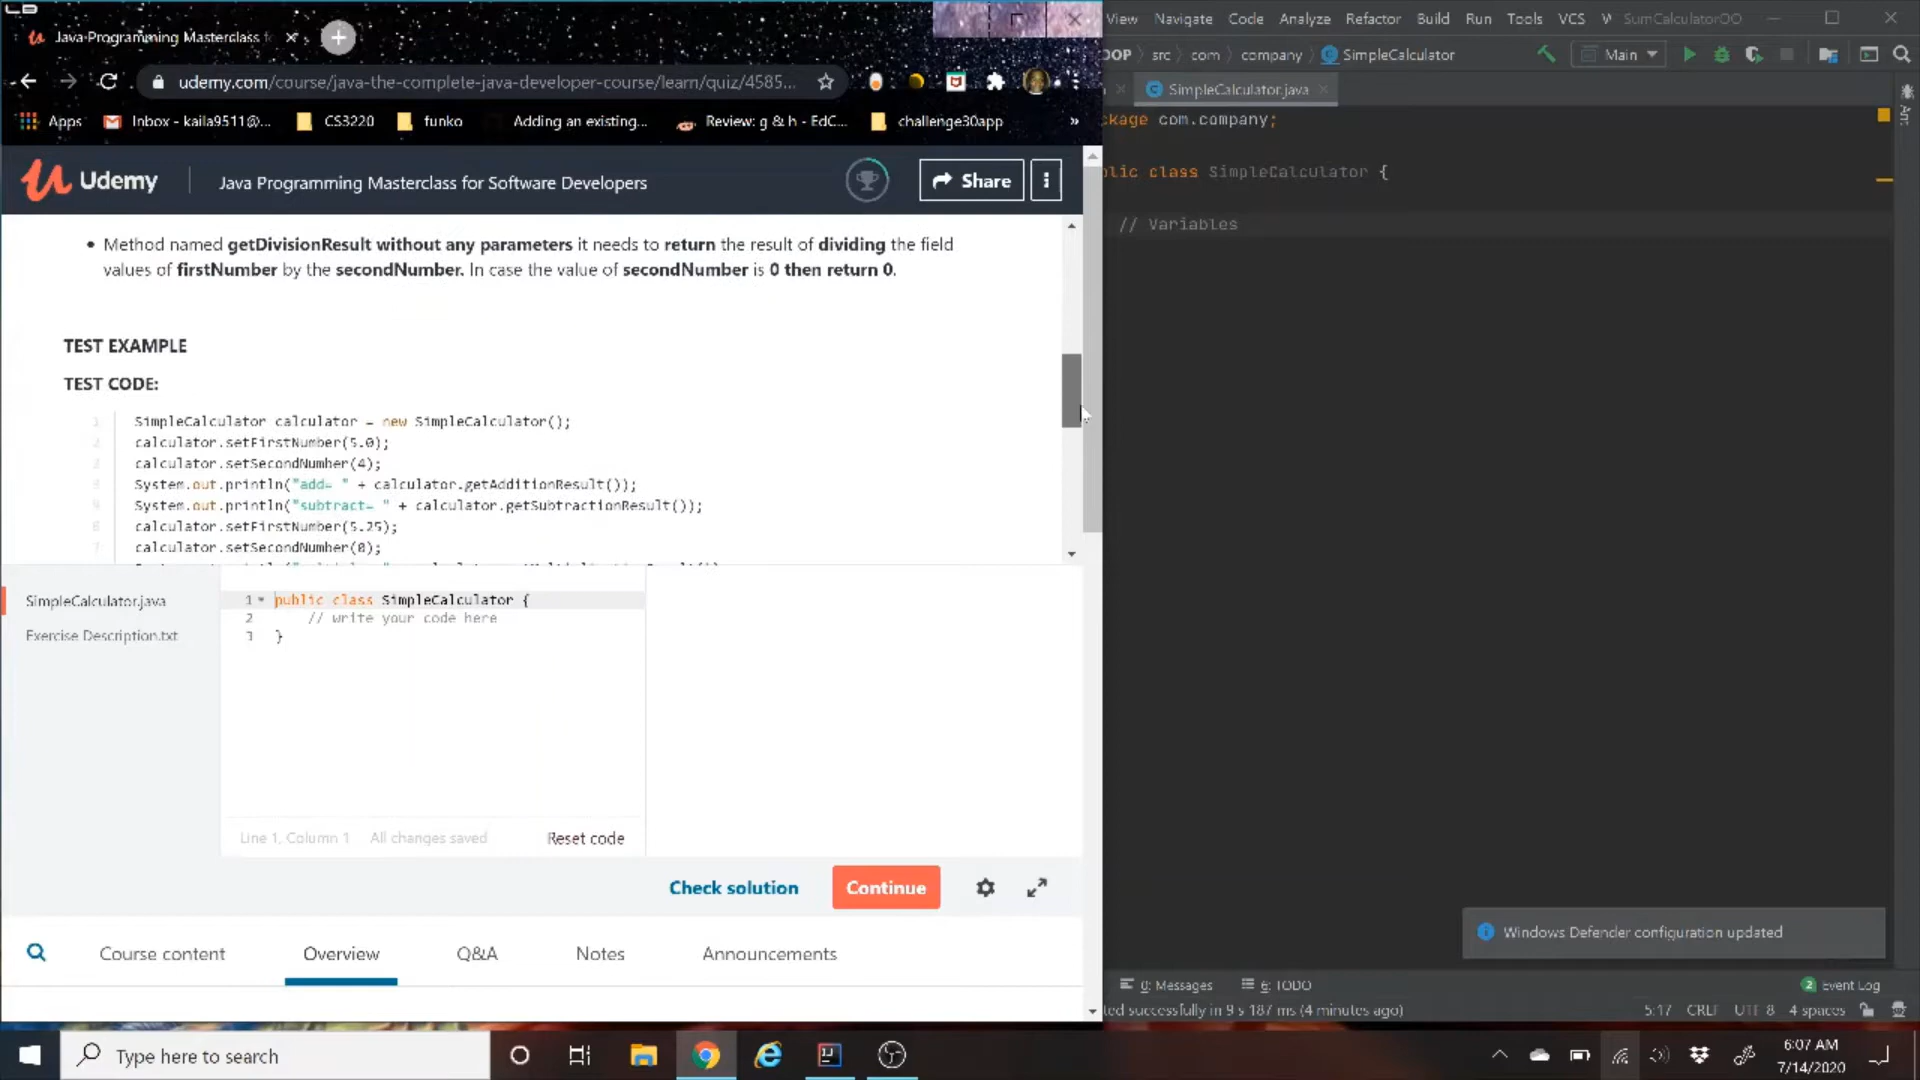 Java Programming Masterclass f
udemy.com/course/java-the-complete-java-developer-course/learn/quiz/4585...
Apps
Inbox - kaila9511@...
CS3220
funko
Adding an existing...
Review: g & h - EdC...
challenge30app
»
Udemy
Java Programming Masterclass for Software Developers
Share
• Method named getDivisionResult without any parameters it needs to return the result of dividing the field
values of firstNumber by the secondNumber. In case the value of secondNumber is 0 then return 0.
TEST EXAMPLE
TEST CODE:
SimpleCalculator calculator = new SimpleCalculator();
calculator.setFirstNumber(5.0);
calculator.setSecondNumber(4);
System.out.println("add= " + calculator.getAdditionResult());
System.out.println("subtract= " + calculator.getSubtractionResult());
calculator.setFirstNumber(5.25);
calculator.setSecondNumber(0);
SimpleCalculator.java
Exercise Description.txt
1 public class SimpleCalculator {
2 // write your code here
3 }
Line 1, Column 1
All changes saved
Reset code
Check solution
Continue
Course content
Overview
Q&A
Notes
Announcements
View Navigate Code Analyze Refactor Build Run Tools VCS W SumCalculatorOO
OOP src com company SimpleCalculator
Main
SimpleCalculator.java
Ant
ckage com.company;
blic class SimpleCalculator {
// Variables
Windows Defender configuration updated
0: Messages
6: TODO
2 Event Log
ted successfully in 9 s 187 ms (4 minutes ago)
5:17 CRLF UTF 8 4 spaces
Type here to search
6:07 AM
7/14/2020